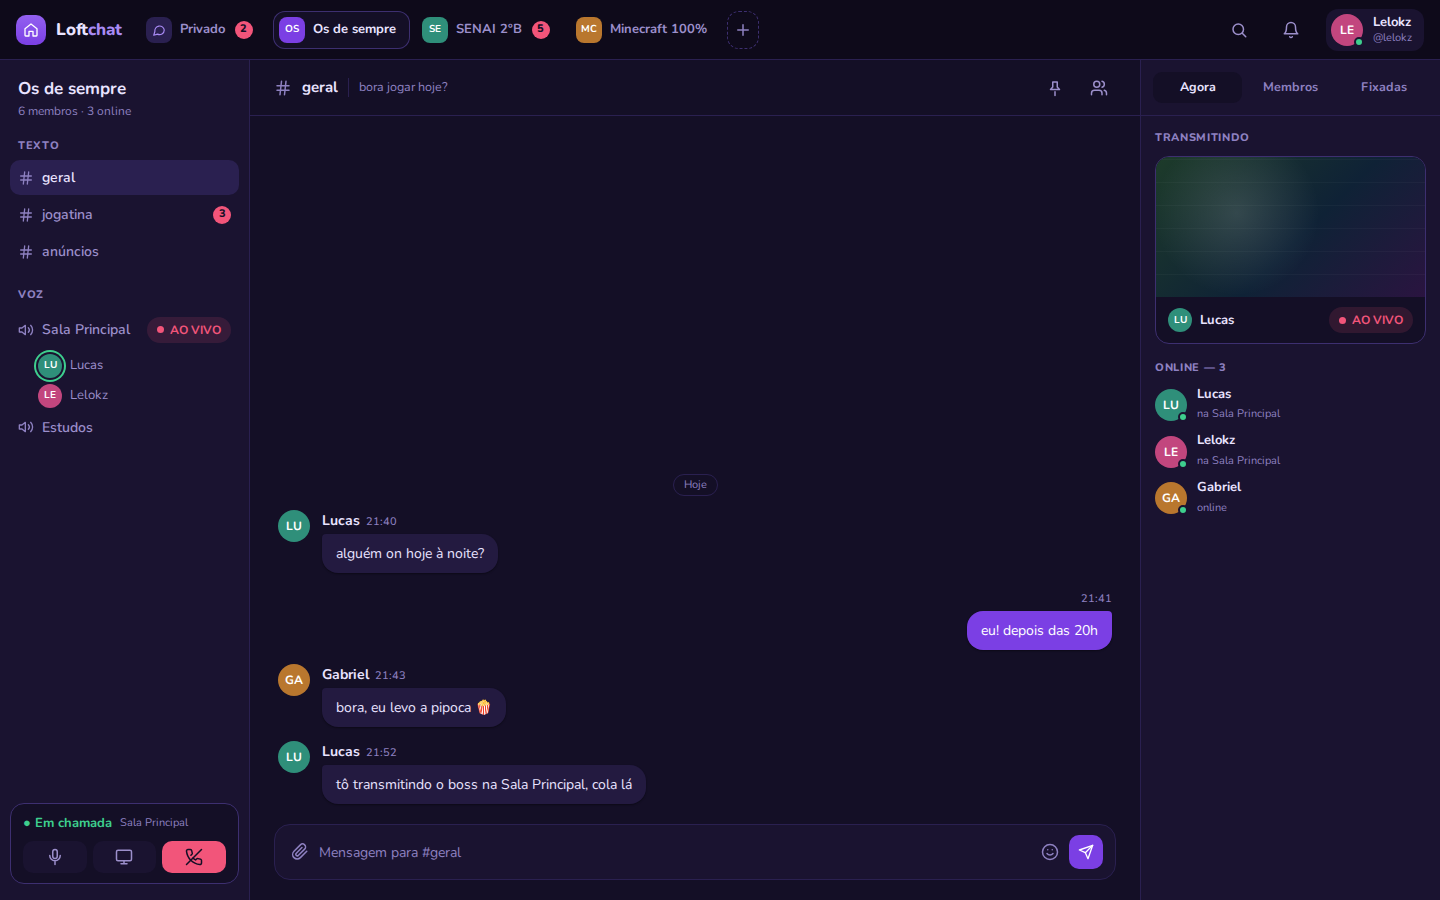 Loftchat
Privado 2
OS Os de sempre
SE SENAI 2ºB 5
MC Minecraft 100%
LE Lelokz
@lelokz
Os de sempre
6 membros · 3 online
TEXTO
geral
jogatina 3
anúncios
VOZ
Sala Principal AO VIVO
LU Lucas
LE Lelokz
Estudos
Em chamada Sala Principal
# geral bora jogar hoje?
Hoje
LU Lucas 21:40
alguém on hoje à noite?
21:41
eu! depois das 20h
GA Gabriel 21:43
bora, eu levo a pipoca 🍿
LU Lucas 21:52
tô transmitindo o boss na Sala Principal, cola lá
Mensagem para #geral
Agora Membros Fixadas
TRANSMITINDO
LU Lucas AO VIVO
ONLINE — 3
LU Lucas
na Sala Principal
LE Lelokz
na Sala Principal
GA Gabriel
online